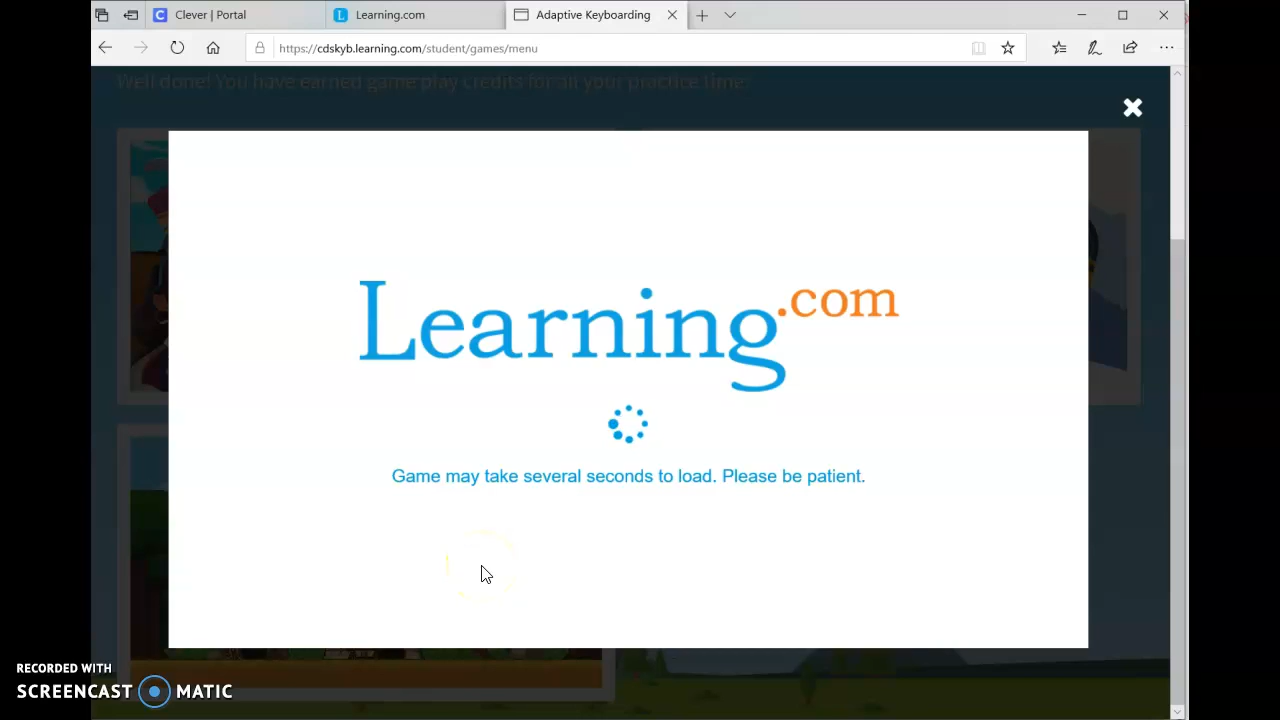 Clever | Portal
Learning.com
Adaptive Keyboarding
https://cdskyb.learning.com/student/games/menu
Well done! You have earned game play credits for all your practice time.
Learning.com
Game may take several seconds to load. Please be patient.
RECORDED WITH
SCREENCAST MATIC